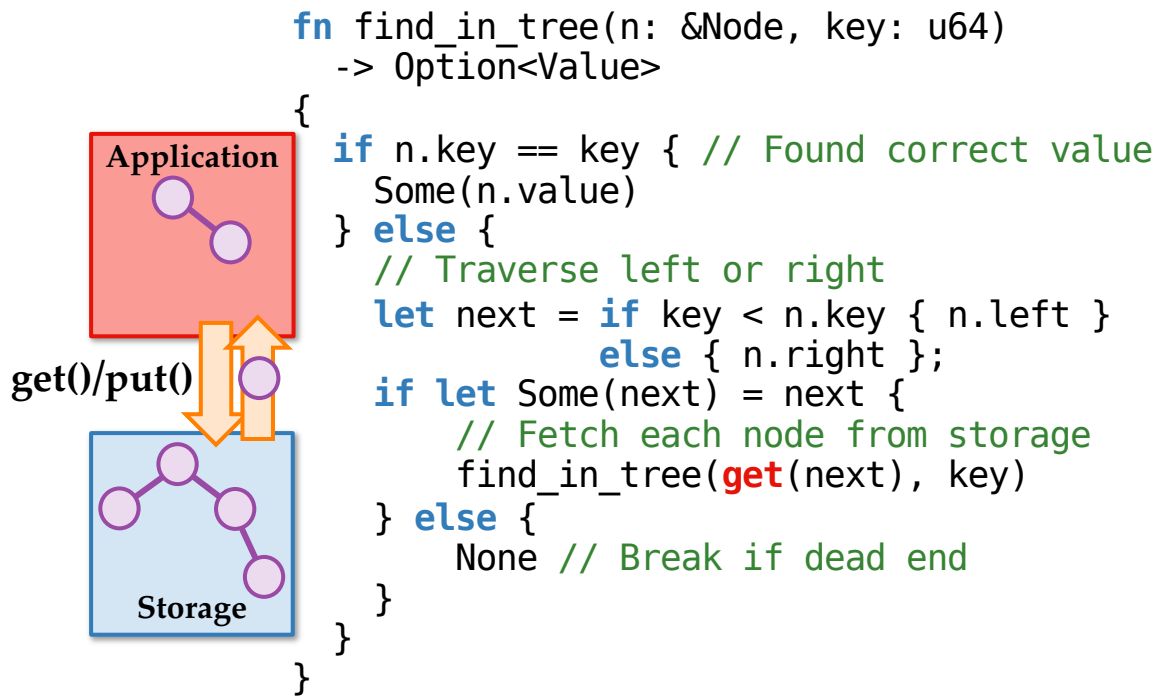 fn find_in_tree(n: &Node, key: u64)
-> Option<Value>
{
if n.key == key { // Found correct value
Some(n.value)
} else {
// Traverse left or right
let next = if key < n.key { n.left }
else { n.right };
if let Some(next) = next {
// Fetch each node from storage
find_in_tree(get(next), key)
} else {
None // Break if dead end
}
}
}
Application
get()/put()
Storage